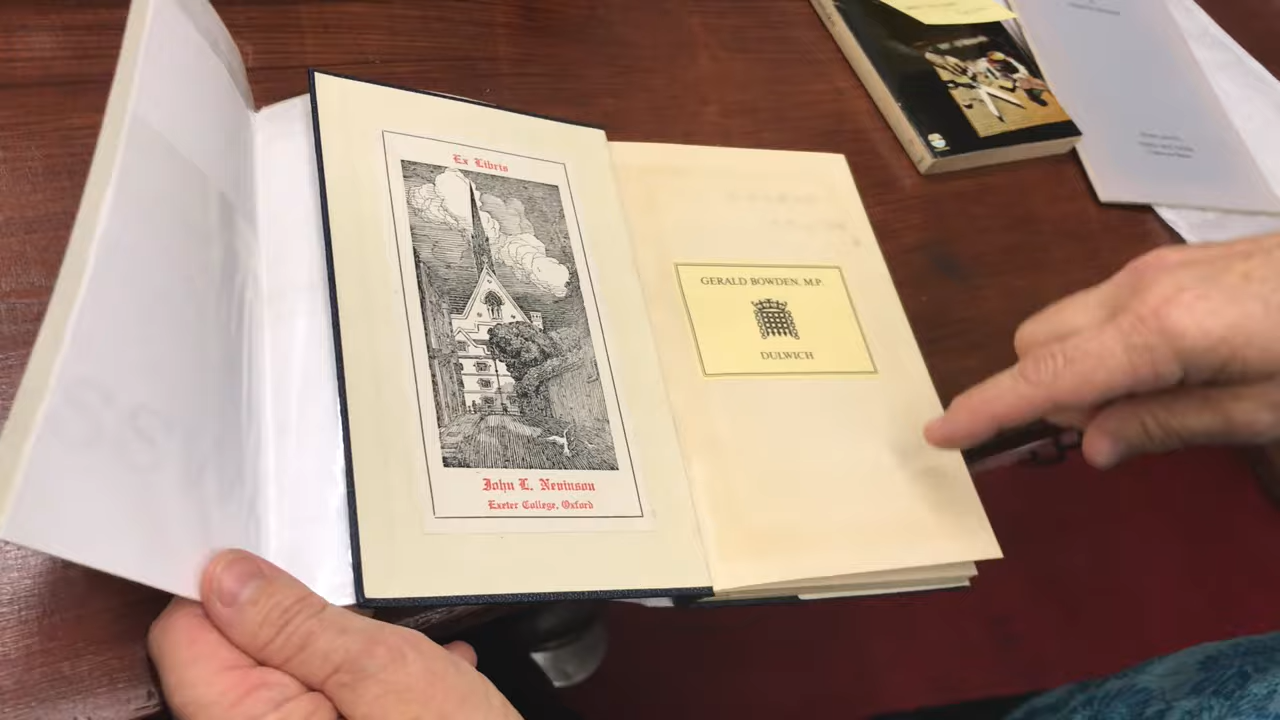 Ex Libris
John L. Nevinson
Exeter College, Oxford
GERALD BOWDEN, M.P.
DULWICH